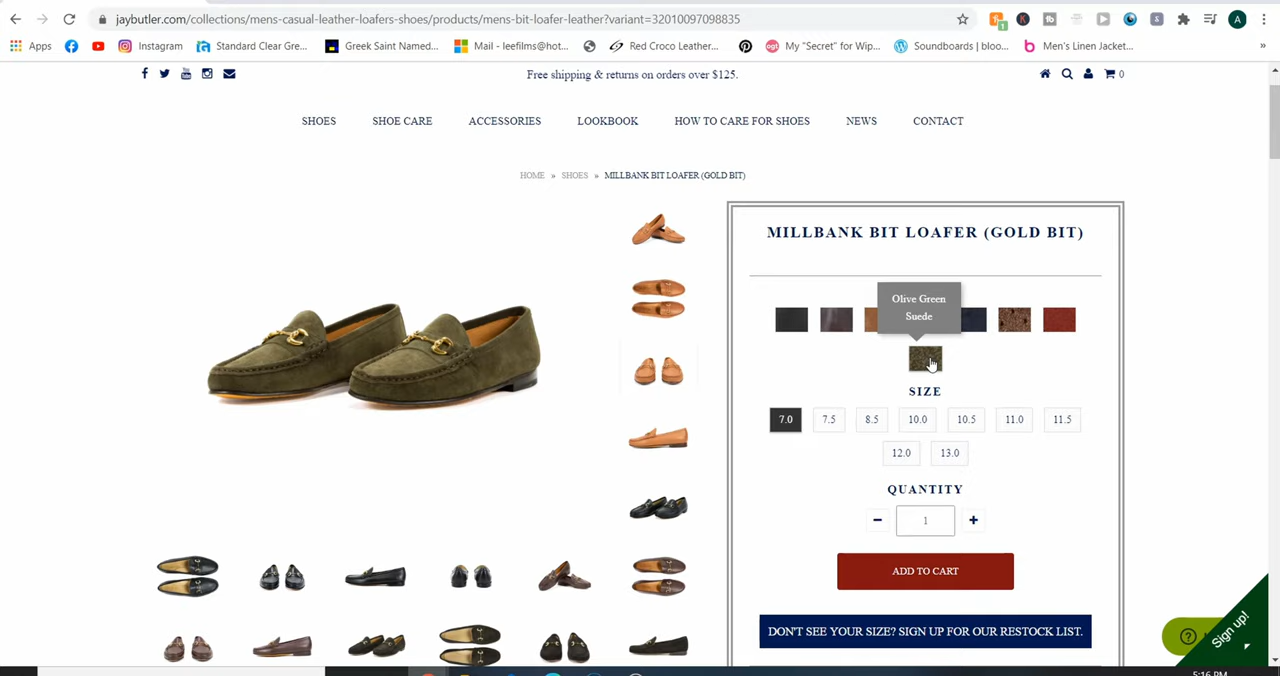 jaybutler.com/collections/mens-casual-leather-loafers-shoes/products/mens-bit-loafer-leather?variant=32010097098835
Apps Instagram Standard Clear Gre... Greek Saint Named... Mail - leefilms@hot... Red Croco Leather... My "Secret" for Wip... Soundboards | bloo... Men's Linen Jacket... »
Free shipping & returns on orders over $125.
0
SHOES SHOE CARE ACCESSORIES LOOKBOOK HOW TO CARE FOR SHOES NEWS CONTACT
HOME » SHOES » MILLBANK BIT LOAFER (GOLD BIT)
MILLBANK BIT LOAFER (GOLD BIT)
Olive Green
Suede
SIZE
7.0 7.5 8.5 10.0 10.5 11.0 11.5
12.0 13.0
QUANTITY
− 1 +
ADD TO CART
DON'T SEE YOUR SIZE? SIGN UP FOR OUR RESTOCK LIST.
Sign up!
5:16 PM